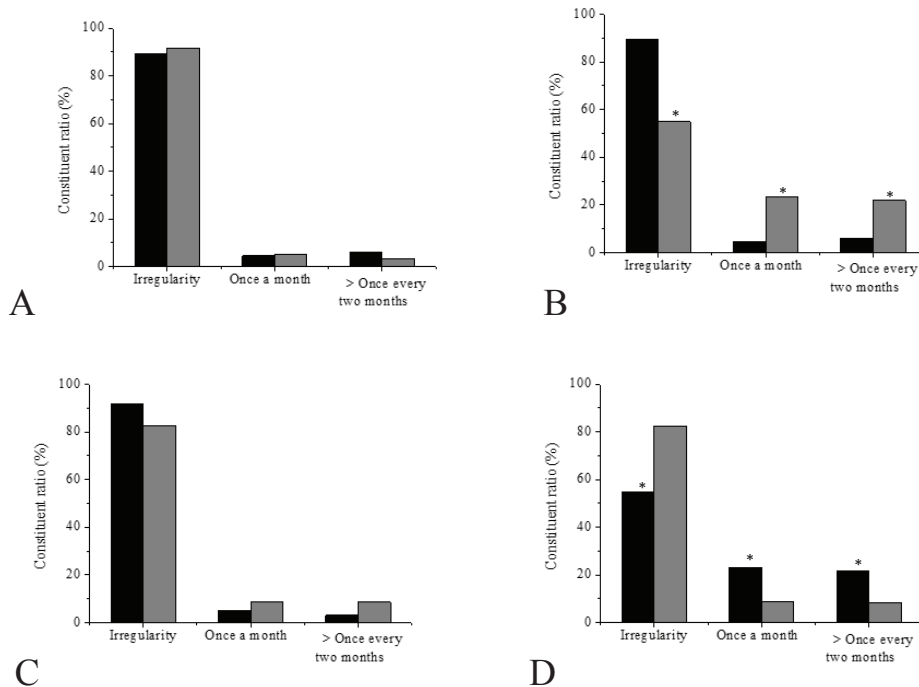 100
80
60
40
20
0
Constituent ratio (%)
Irregularity Once a month > Once every
two months
A
100
80
60
40
20
0
Constituent ratio (%)
*
*
*
Irregularity Once a month > Once every
two months
B
100
80
60
40
20
0
Constituent ratio (%)
Irregularity Once a month > Once every
two months
C
100
80
60
40
20
0
Constituent ratio (%)
*
*
*
Irregularity Once a month > Once every
two months
D